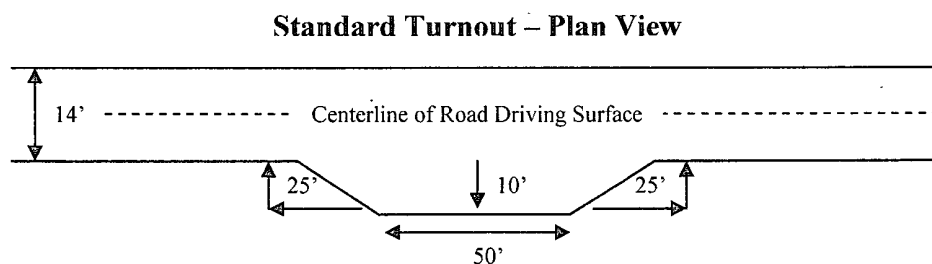 Standard Turnout – Plan View
14'
Centerline of Road Driving Surface
25'
10'
25'
50'